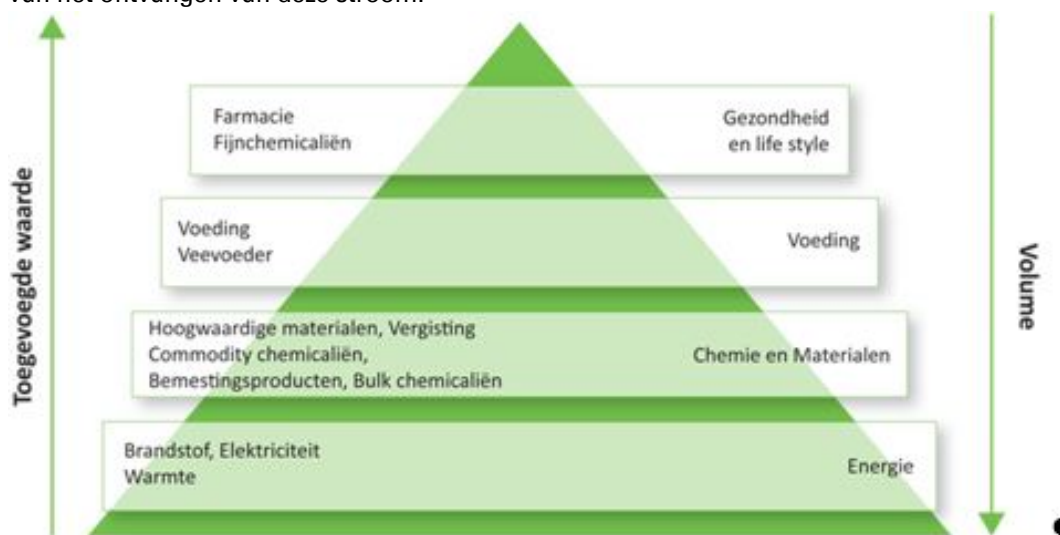 van het ontvangen van deze stroom.
Toegevoegde waarde
Farmacie
Fijnchemicaliën
Gezondheid
en life style
Voeding
Veevoeder
Voeding
Hoogwaardige materialen, Vergisting
Commodity chemicaliën,
Bemestingsproducten, Bulk chemicaliën
Chemie en Materialen
Brandstof, Elektriciteit
Warmte
Energie
Volume